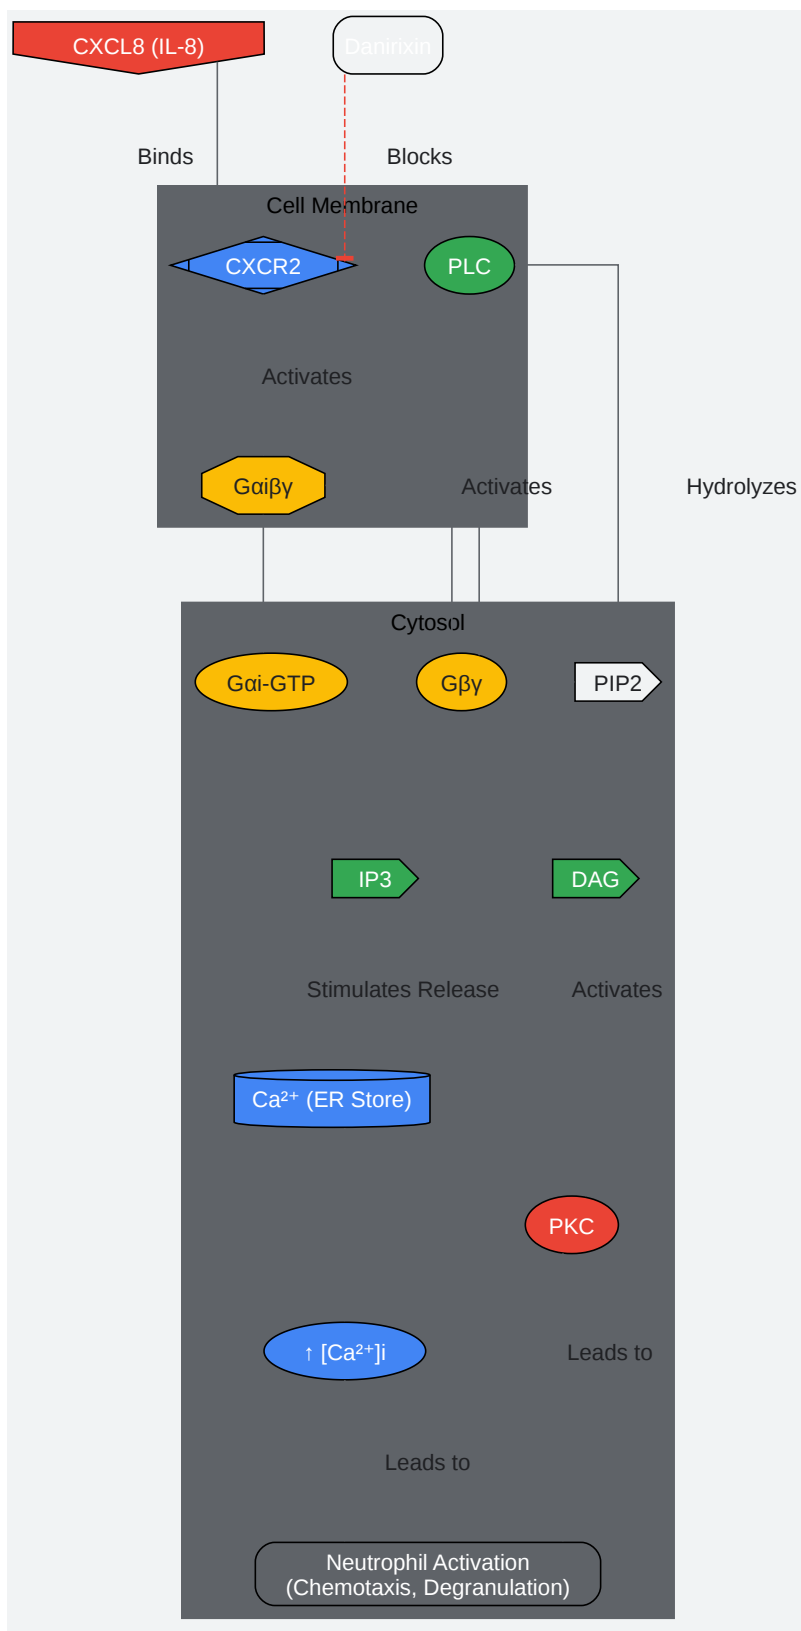 CXCL8 (IL-8)
Danirixin
Binds
Blocks
Cell Membrane
CXCR2
PLC
Activates
Gαiβγ
Activates
Hydrolyzes
Cytosol
Gαi-GTP
Gβγ
PIP2
IP3
DAG
Stimulates Release
Activates
Ca²⁺ (ER Store)
PKC
↑ [Ca²⁺]i
Leads to
Leads to
Neutrophil Activation
(Chemotaxis, Degranulation)